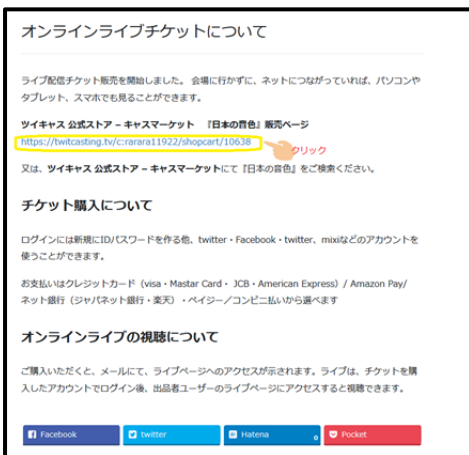 オンラインライブチケットについて
ライブ配信チケット販売を開始しました。 会場に行かずに、ネットにつながっていれば、パソコンや
タブレット、スマホでも見ることができます。
ツイキャス 公式ストア – キャスマーケット 『日本の音色』販売ページ
https://twitcasting.tv/c:rarara11922/shopcart/10638
クリック
又は、ツイキャス 公式ストア – キャスマーケットにて『日本の音色』をご検索ください。
チケット購入について
ログインには新規にIDパスワードを作る他、twitter・Facebook・twitter、mixiなどのアカウントを
使うことができます。
お支払いはクレジットカード（visa・Mastar Card・ JCB・American Express）/ Amazon Pay/
ネット銀行（ジャパネット銀行・楽天）・ペイジー／コンビニ払いから選べます
オンラインライブの視聴について
ご購入いただくと、メールにて、ライブページへのアクセスが示されます。ライブは、チケットを購
入したアカウントでログイン後、出品者ユーザーのライブページにアクセスすると視聴できます。
Facebook twitter Hatena 0 Pocket